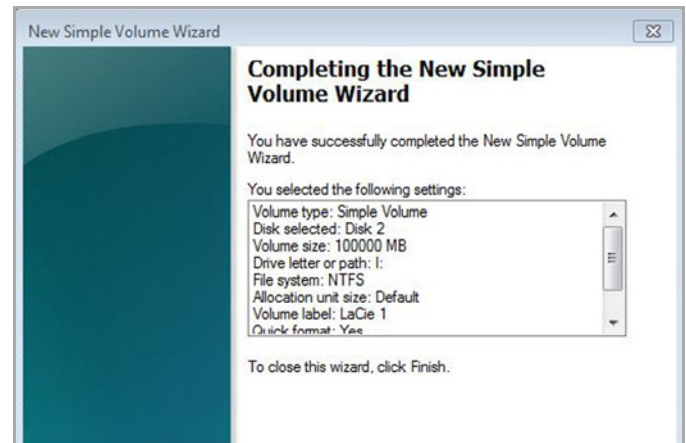 New Simple Volume Wizard
Completing the New Simple
Volume Wizard
You have successfully completed the New Simple Volume
Wizard.
You selected the following settings:
Volume type: Simple Volume
Disk selected: Disk 2
Volume size: 100000 MB
Drive letter or path: I:
File system: NTFS
Allocation unit size: Default
Volume label: LaCie 1
Quick format: Yes
To close this wizard, click Finish.